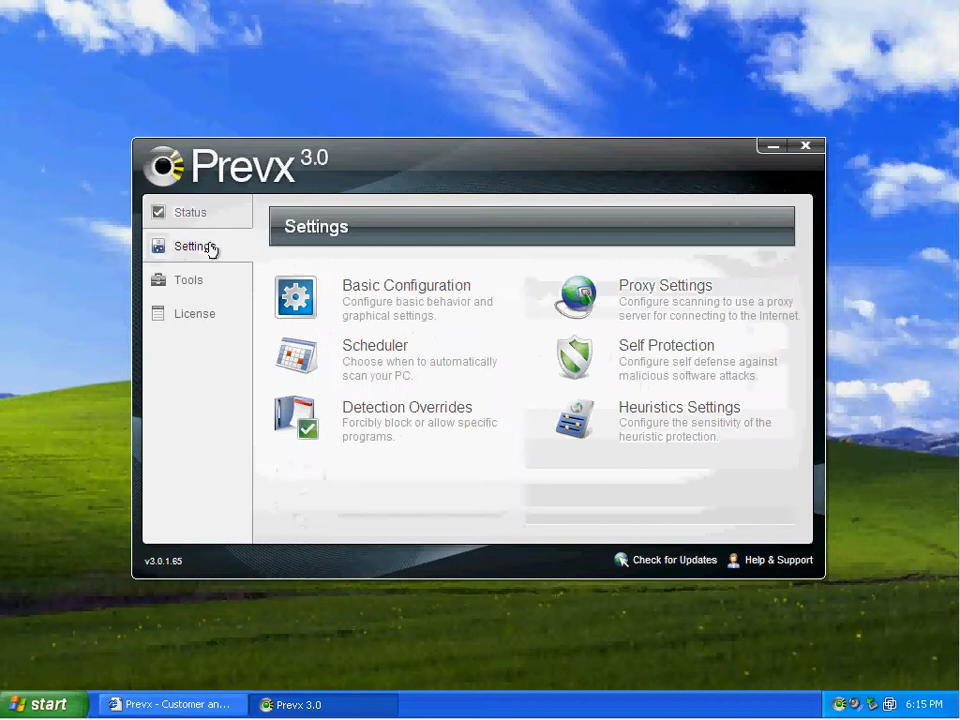 Prevx 3.0
Status
Settings
Tools
License
Settings
Basic Configuration
Configure basic behavior and
graphical settings.
Proxy Settings
Configure scanning to use a proxy
server for connecting to the Internet.
Scheduler
Choose when to automatically
scan your PC.
Self Protection
Configure self defense against
malicious software attacks.
Detection Overrides
Forcibly block or allow specific
programs.
Heuristics Settings
Configure the sensitivity of the
heuristic protection.
v3.0.1.65
Check for Updates
Help & Support
start
Prevx - Customer an...
Prevx 3.0
6:15 PM